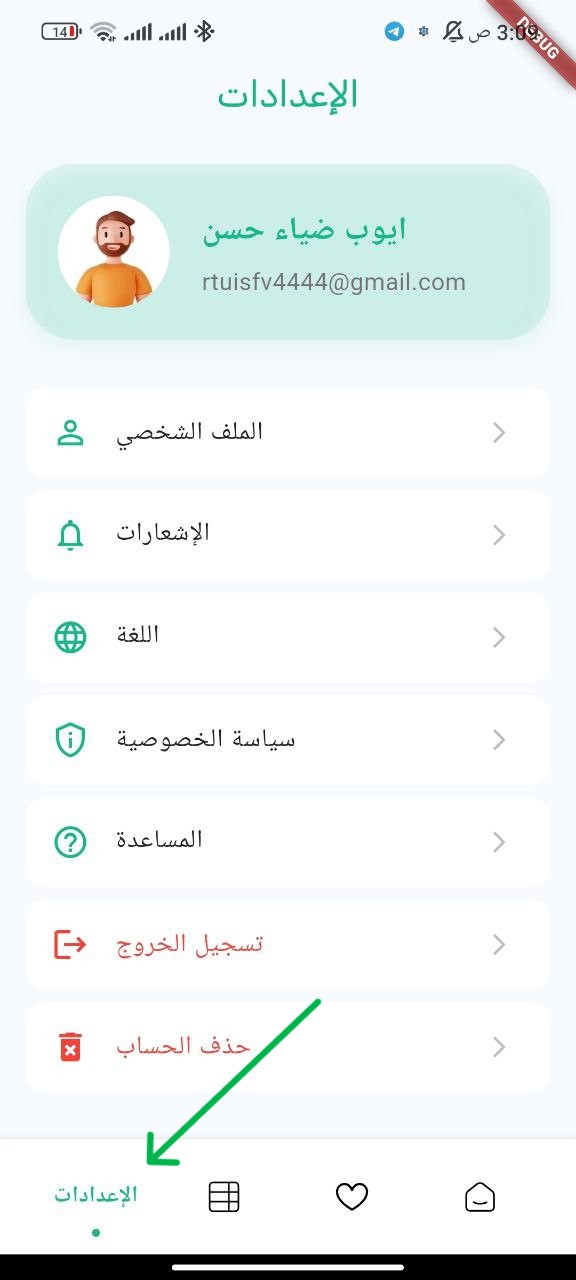 14
3:09 ص
DEBUG
الإعدادات
ايوب ضياء حسن
rtuisfv4444@gmail.com
الملف الشخصي
الإشعارات
اللغة
سياسة الخصوصية
المساعدة
تسجيل الخروج
حذف الحساب
الإعدادات